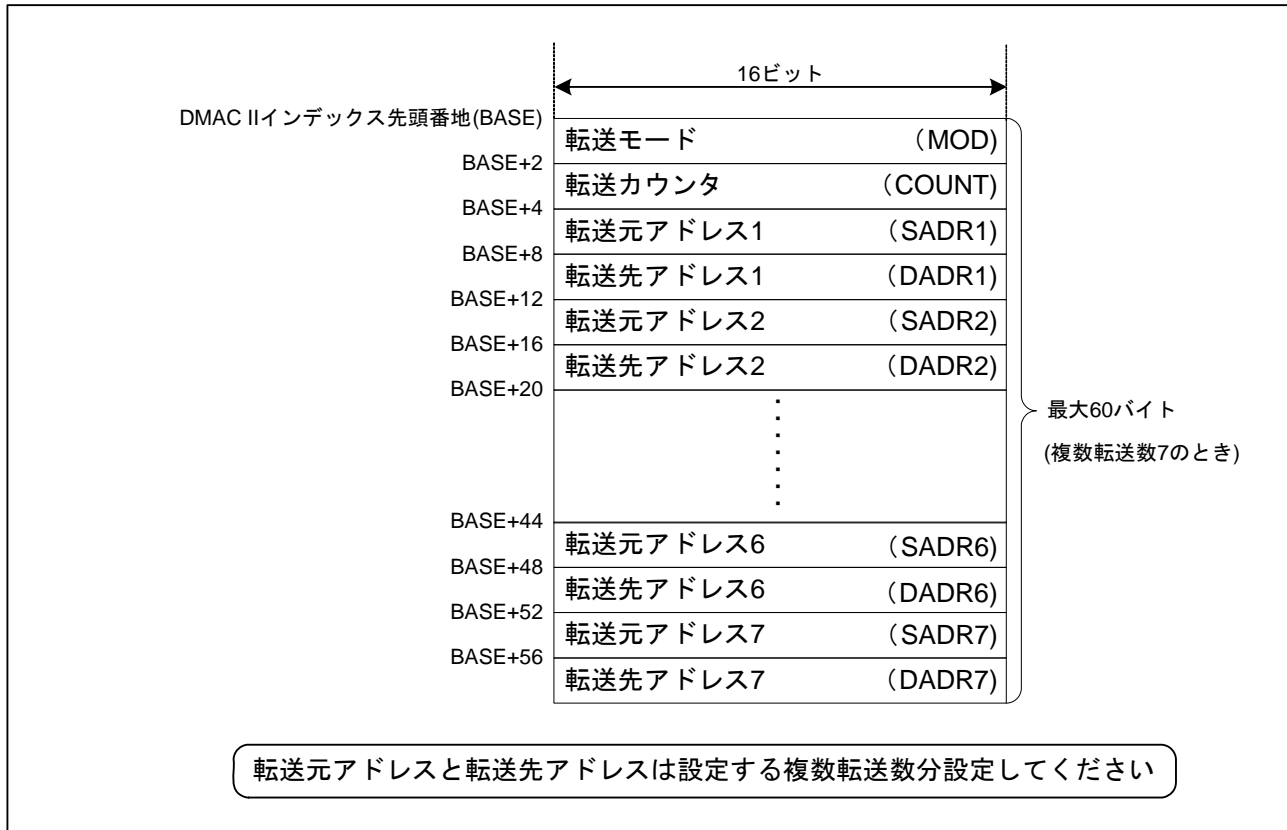 16ビット
DMAC IIインデックス先頭番地(BASE)
転送モード (MOD)
BASE+2
転送カウンタ (COUNT)
BASE+4
転送元アドレス1 (SADR1)
BASE+8
転送先アドレス1 (DADR1)
BASE+12
転送元アドレス2 (SADR2)
BASE+16
転送先アドレス2 (DADR2)
BASE+20
最大60バイト
(複数転送数7のとき)
BASE+44
転送元アドレス6 (SADR6)
BASE+48
転送先アドレス6 (DADR6)
BASE+52
転送元アドレス7 (SADR7)
BASE+56
転送先アドレス7 (DADR7)
転送元アドレスと転送先アドレスは設定する複数転送数分設定してください